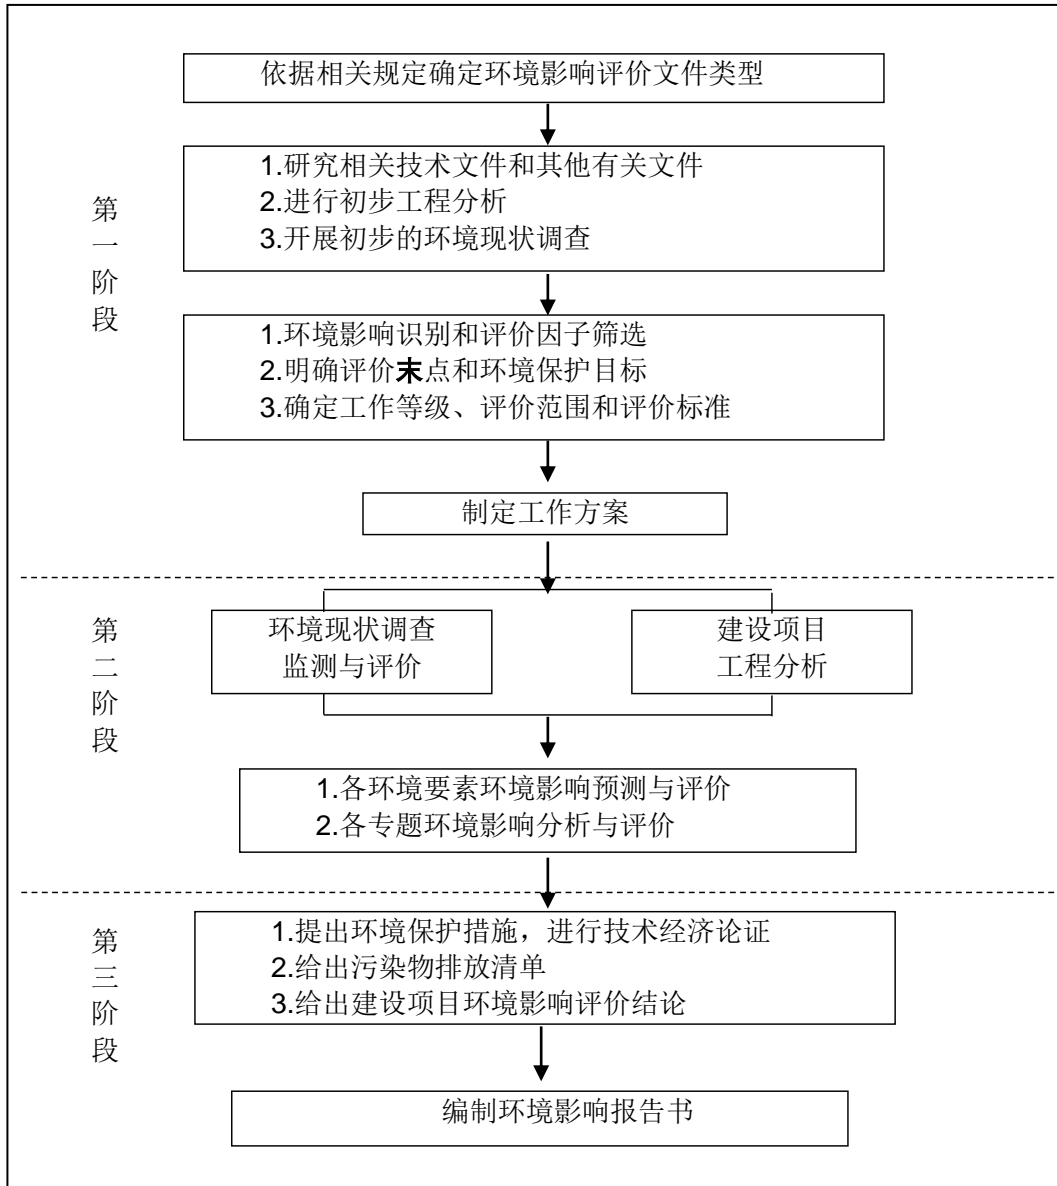 依据相关规定确定环境影响评价文件类型
1.研究相关技术文件和其他有关文件
2.进行初步工程分析
3.开展初步的环境现状调查
第一阶段
1.环境影响识别和评价因子筛选
2.明确评价末点和环境保护目标
3.确定工作等级、评价范围和评价标准
制定工作方案
第二阶段
环境现状调查
监测与评价
建设项目
工程分析
1.各环境要素环境影响预测与评价
2.各专题环境影响分析与评价
第三阶段
1.提出环境保护措施，进行技术经济论证
2.给出污染物排放清单
3.给出建设项目环境影响评价结论
编制环境影响报告书